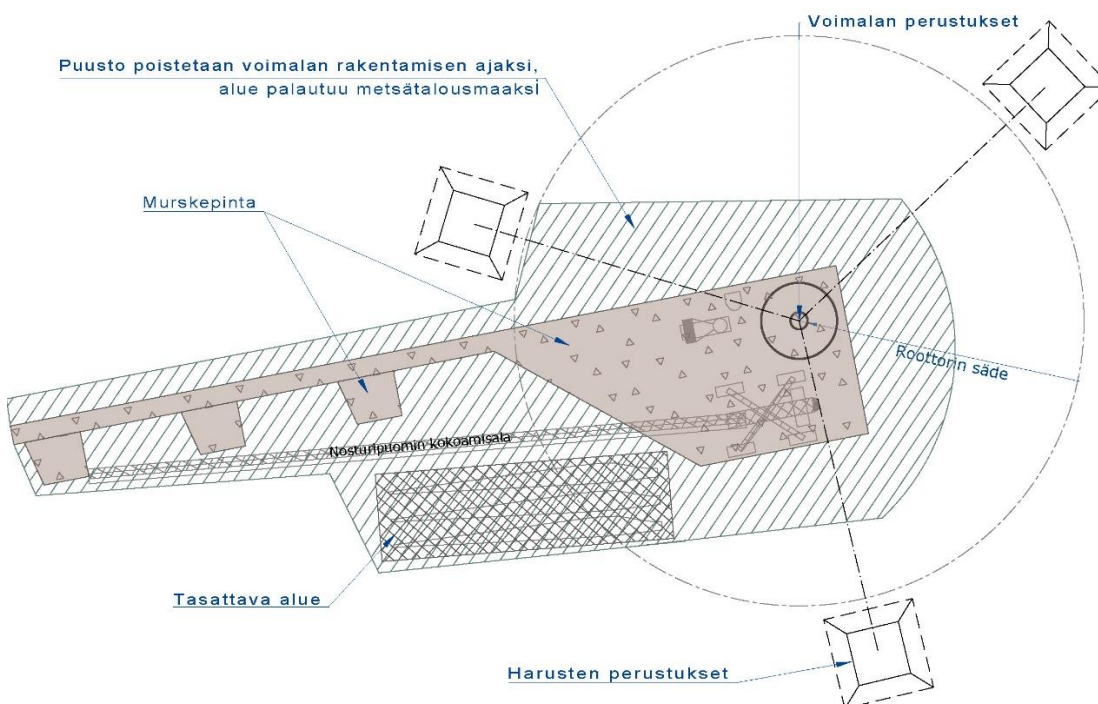 Voimalan perustukset
Puusto poistetaan voimalan rakentamisen ajaksi,
alue palautuu metsätalousmaaksi
Murskepinta
Roottorin säde
Nosturipuomin kokoamisala
Tasattava alue
Harusten perustukset